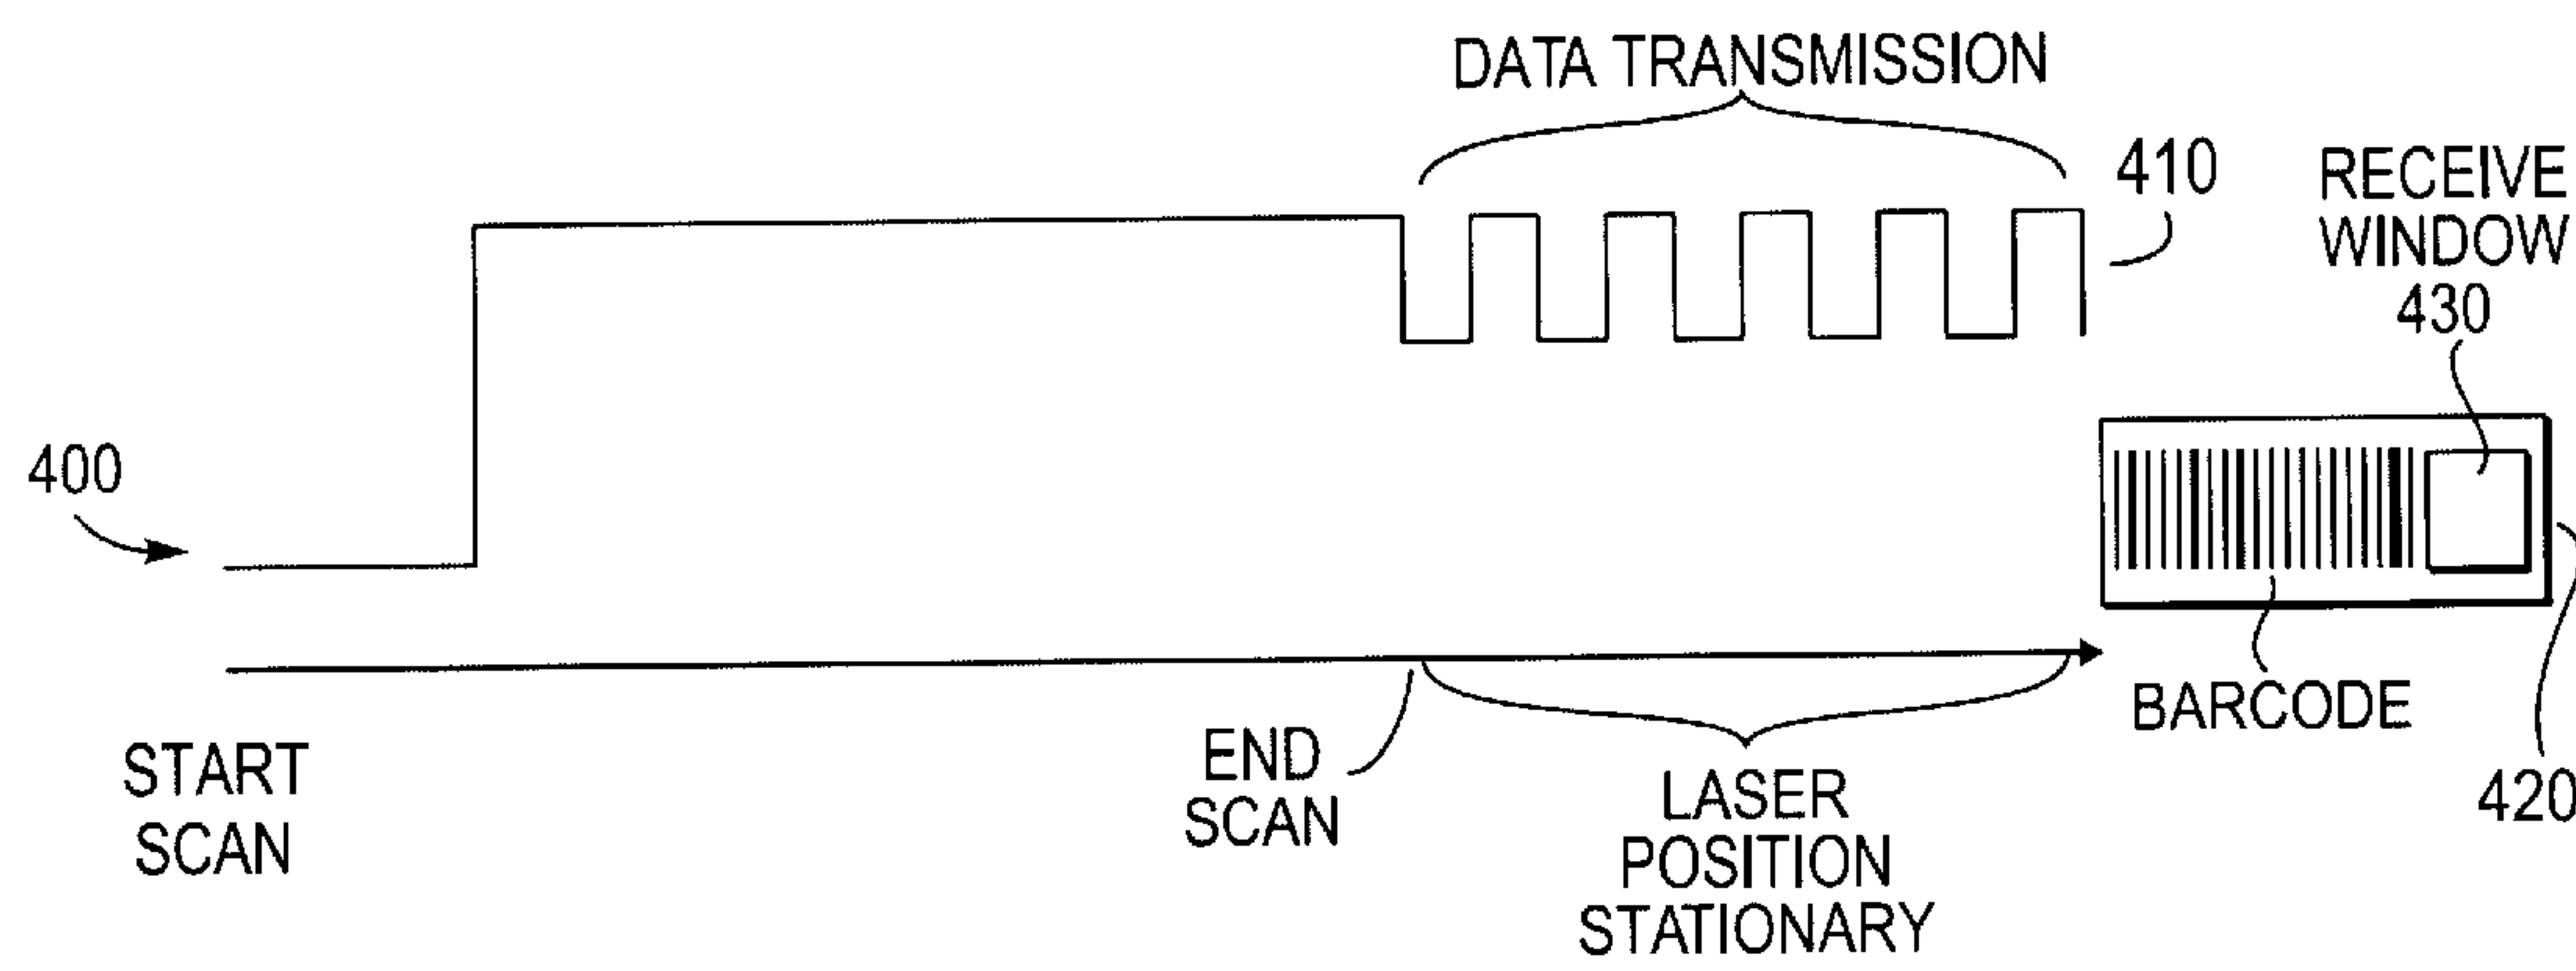 DATA TRANSMISSION
410
RECEIVE
WINDOW
430
400
START
SCAN
END
SCAN
LASER
POSITION
STATIONARY
BARCODE
420